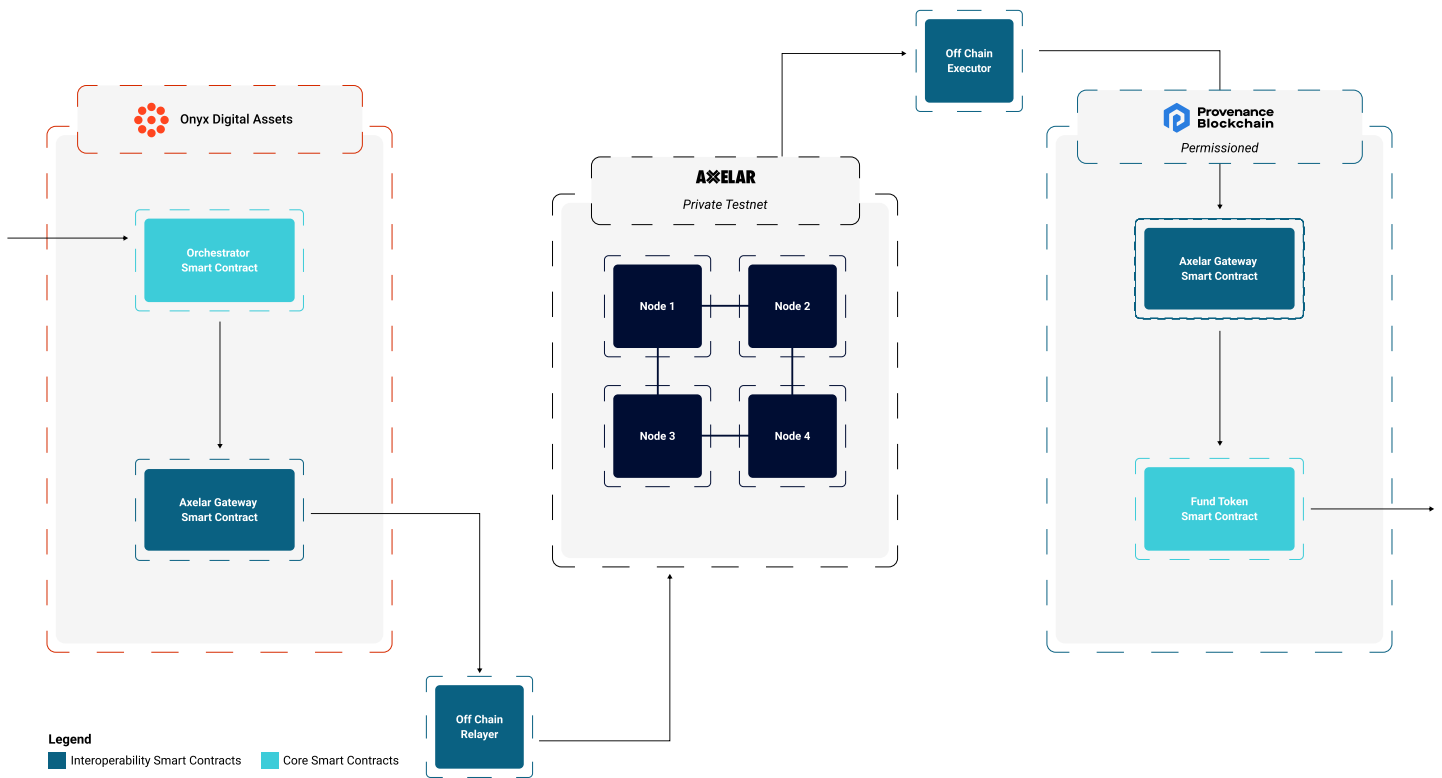 Onyx Digital Assets
Orchestrator
Smart Contract
Axelar Gateway
Smart Contract
Off Chain
Relayer
AXELAR
Private Testnet
Node 1
Node 2
Node 3
Node 4
Off Chain
Executor
Provenance
Blockchain
Permissioned
Axelar Gateway
Smart Contract
Fund Token
Smart Contract
Legend
Interoperability Smart Contracts
Core Smart Contracts